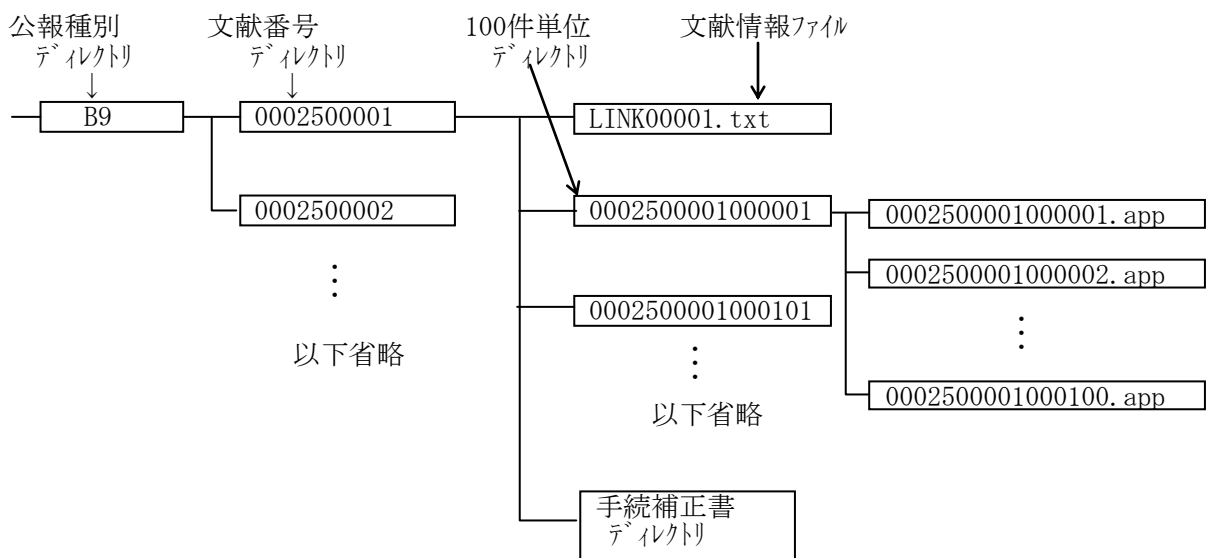 公報種別
ディレクトリ
↓
文献番号
ディレクトリ
↓
100件単位
ディレクトリ
文献情報ファイル
B9
0002500001
LINK00001.txt
0002500002
0002500001000001
0002500001000001.app
0002500001000002.app
⋮
0002500001000101
⋮
以下省略
⋮
以下省略
0002500001000100.app
手続補正書
ディレクトリ